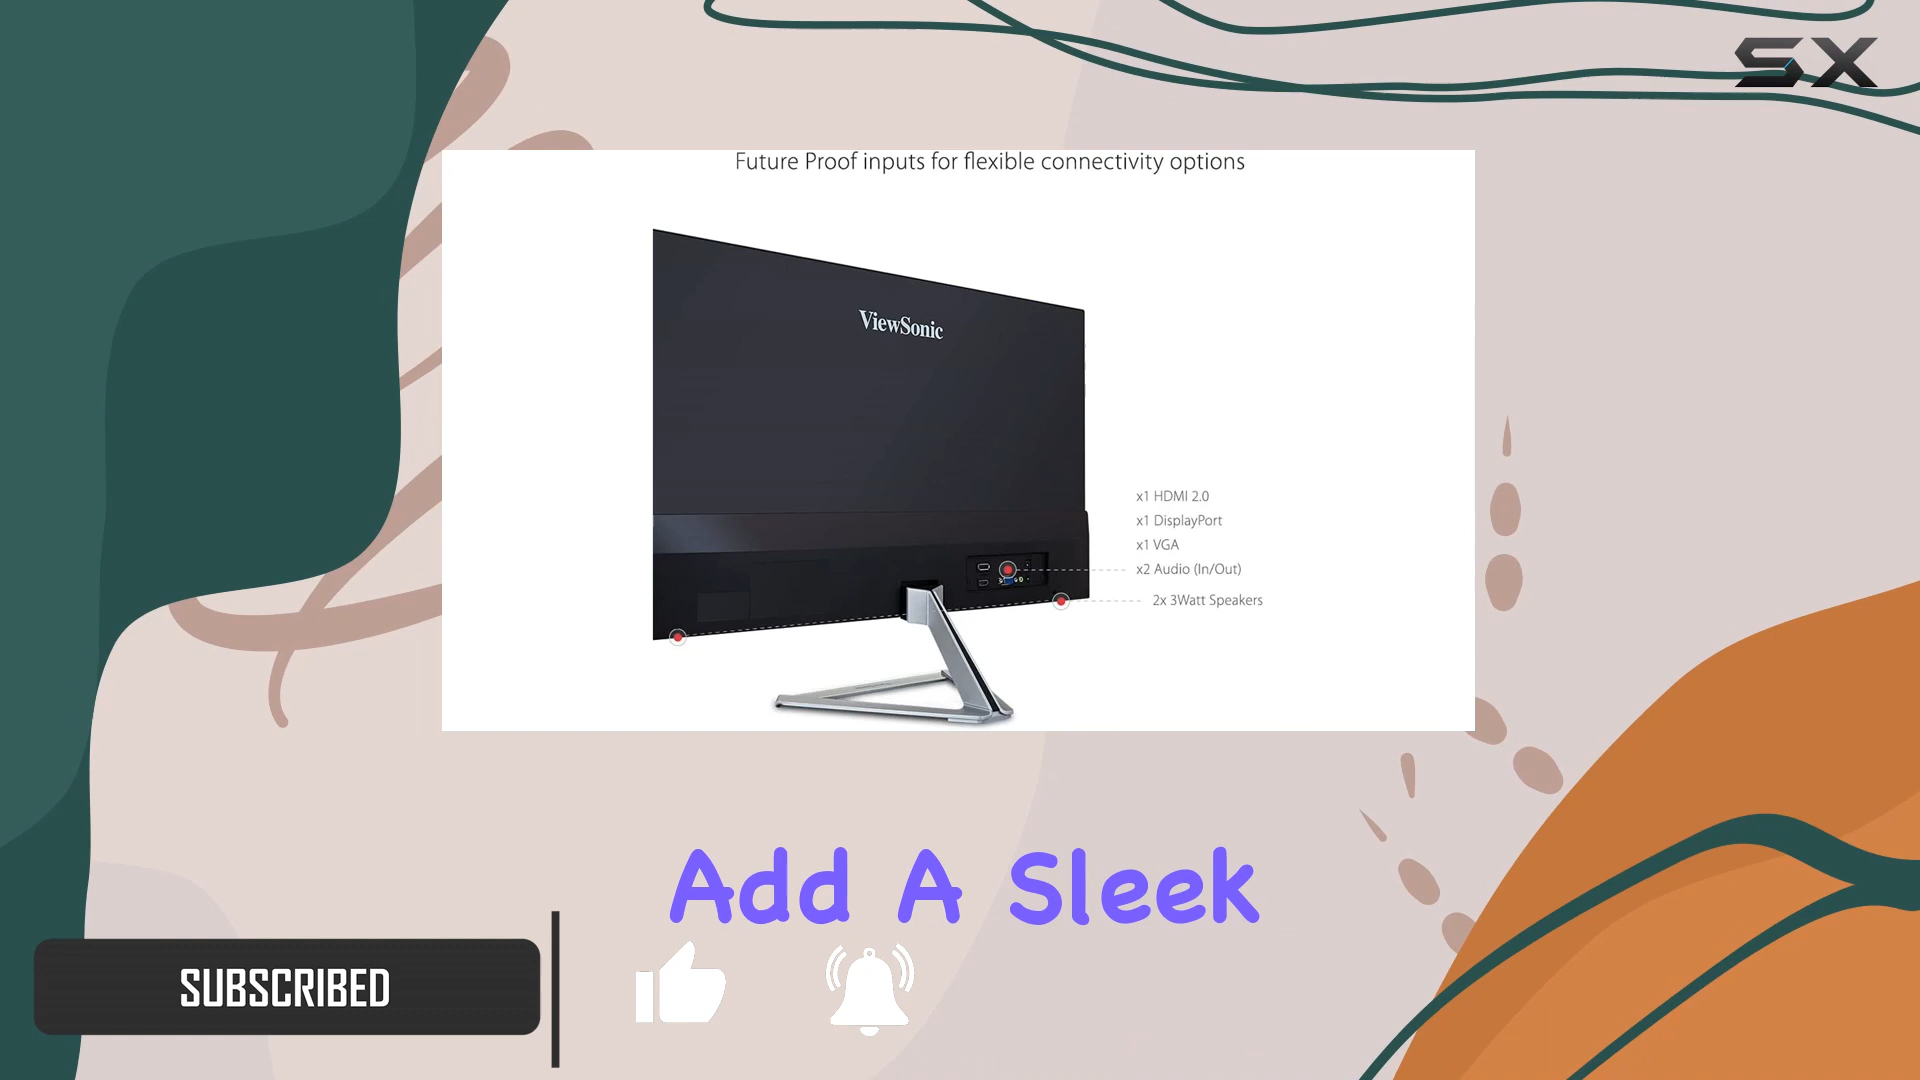 SX
Future Proof inputs for flexible connectivity options
ViewSonic
x1 HDMI 2.0
x1 DisplayPort
x1 VGA
x2 Audio (In/Out)
2x 3Watt Speakers
Add A Sleek
SUBSCRIBED